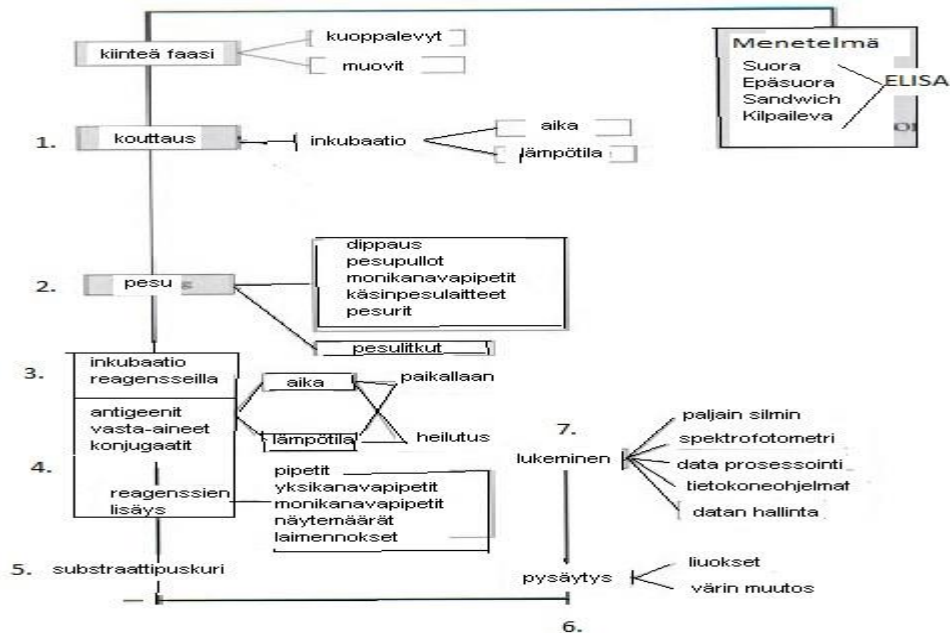 kiinteä faasi
kuoppalevyt
muovit
Menetelmä
Suora
Epäsuora
Sandwich
Kilpaileva
ELISA
1.
kouttaus
inkubaatio
aika
lämpötila
2.
pesu
dippaus
pesupullot
monikanavapipetit
käsinpesulaitteet
pesurit
pesulitkut
3.
inkubaatio
reagensseilla
antigeenit
vasta-aineet
konjugaatit
aika
lämpötila
paikallaan
heilutus
4.
reagenssien
lisäys
pipetit
yksikanavapipetit
monikanavapipetit
näytemäärät
laimennokset
5.
substraattipuskuri
6.
pysäytys
liuokset
värin muutos
7.
lukeminen
paljain silmin
spektrofotometri
data prosessointi
tietokoneohjelmat
datan hallinta